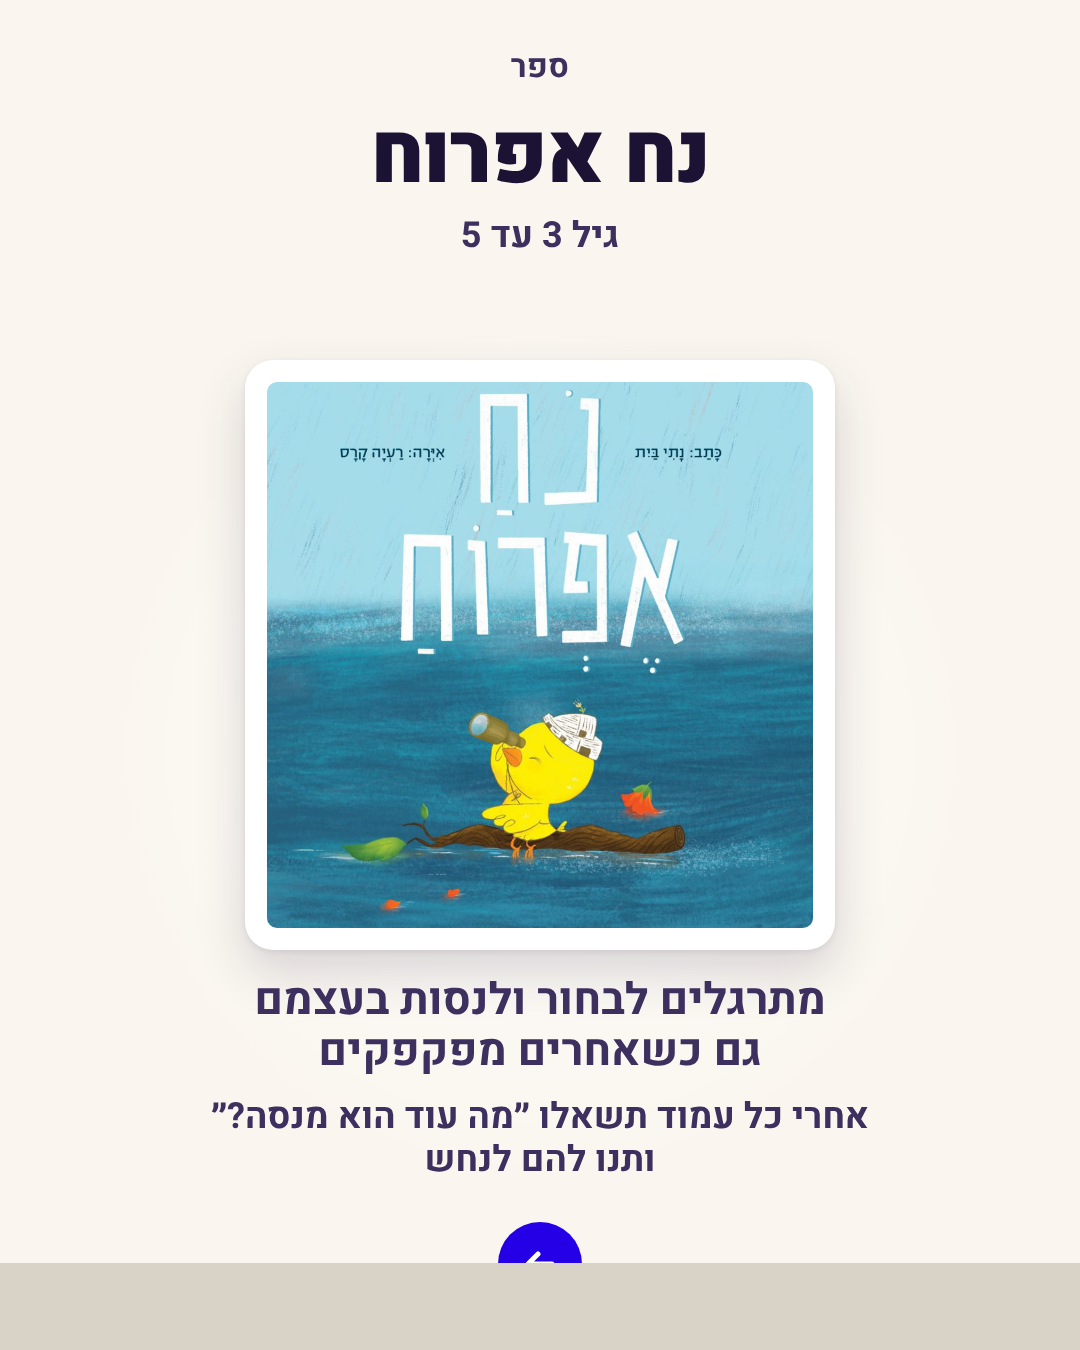 ספר
נח אפרוח
גיל 3 עד 5
כָּתַב: נָתִי בַּיִת
אִיְּרָה: רַעְיָה קָרָס
נֹחַ
אֶפְרוֹחַ
מתרגלים לבחור ולנסות בעצמם
גם כשאחרים מפקפקים
אחרי כל עמוד תשאלו ״מה עוד הוא מנסה?״
ותנו להם לנחש